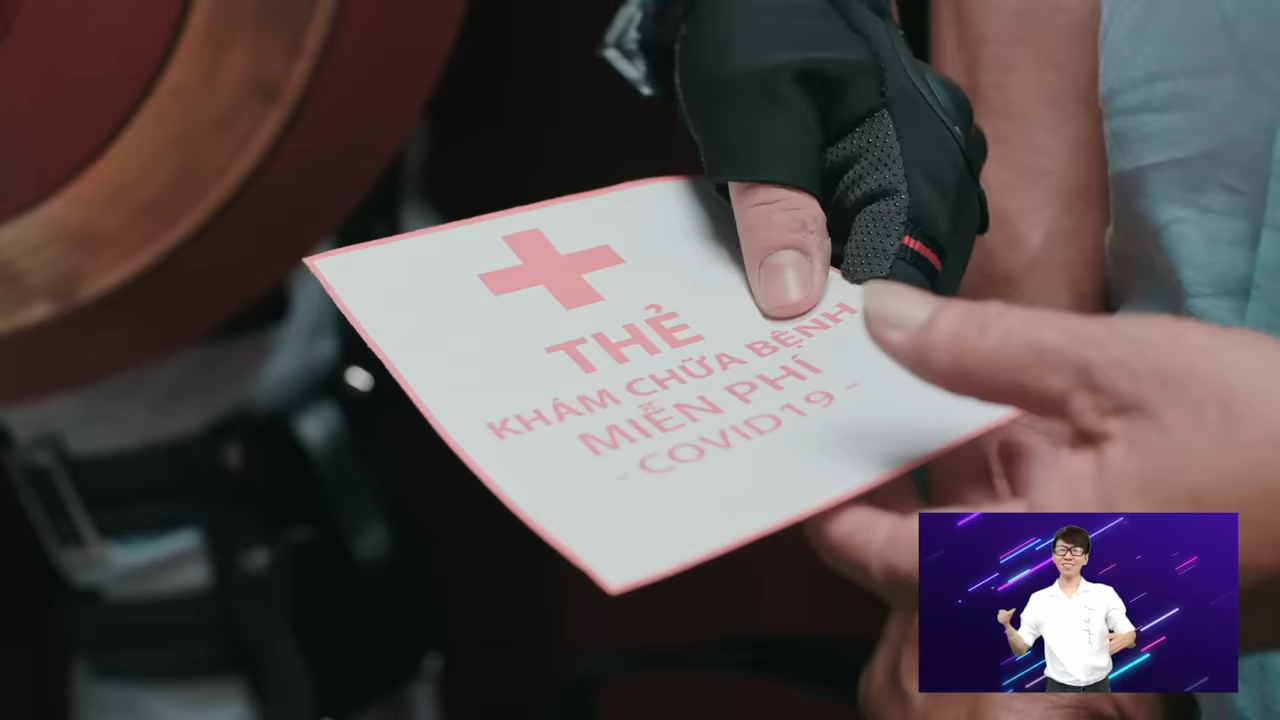 THẺ
KHÁM CHỮA BỆNH
MIỄN PHÍ
- COVID19 -